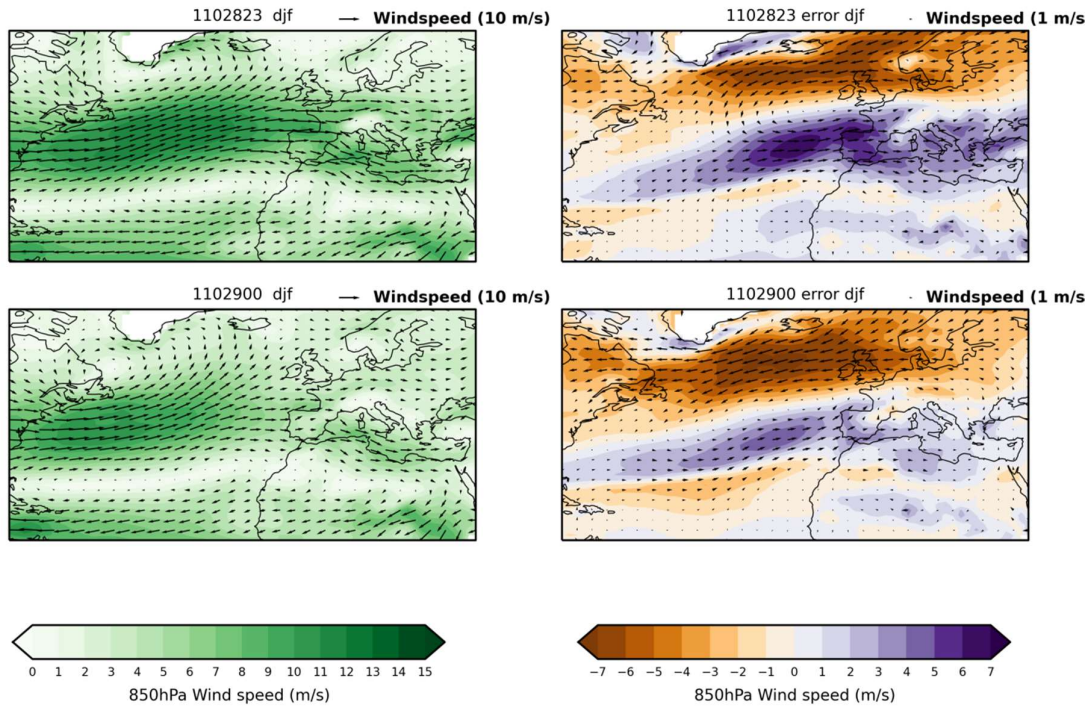 1102823  djf
Windspeed (10 m/s)
1102823 error djf
Windspeed (1 m/s
1102900  djf
Windspeed (10 m/s)
1102900 error djf
Windspeed (1 m/s
0 1 2 3 4 5 6 7 8 9 10 11 12 13 14 15
850hPa Wind speed (m/s)
−7 −6 −5 −4 −3 −2 −1 0 1 2 3 4 5 6 7
850hPa Wind speed (m/s)